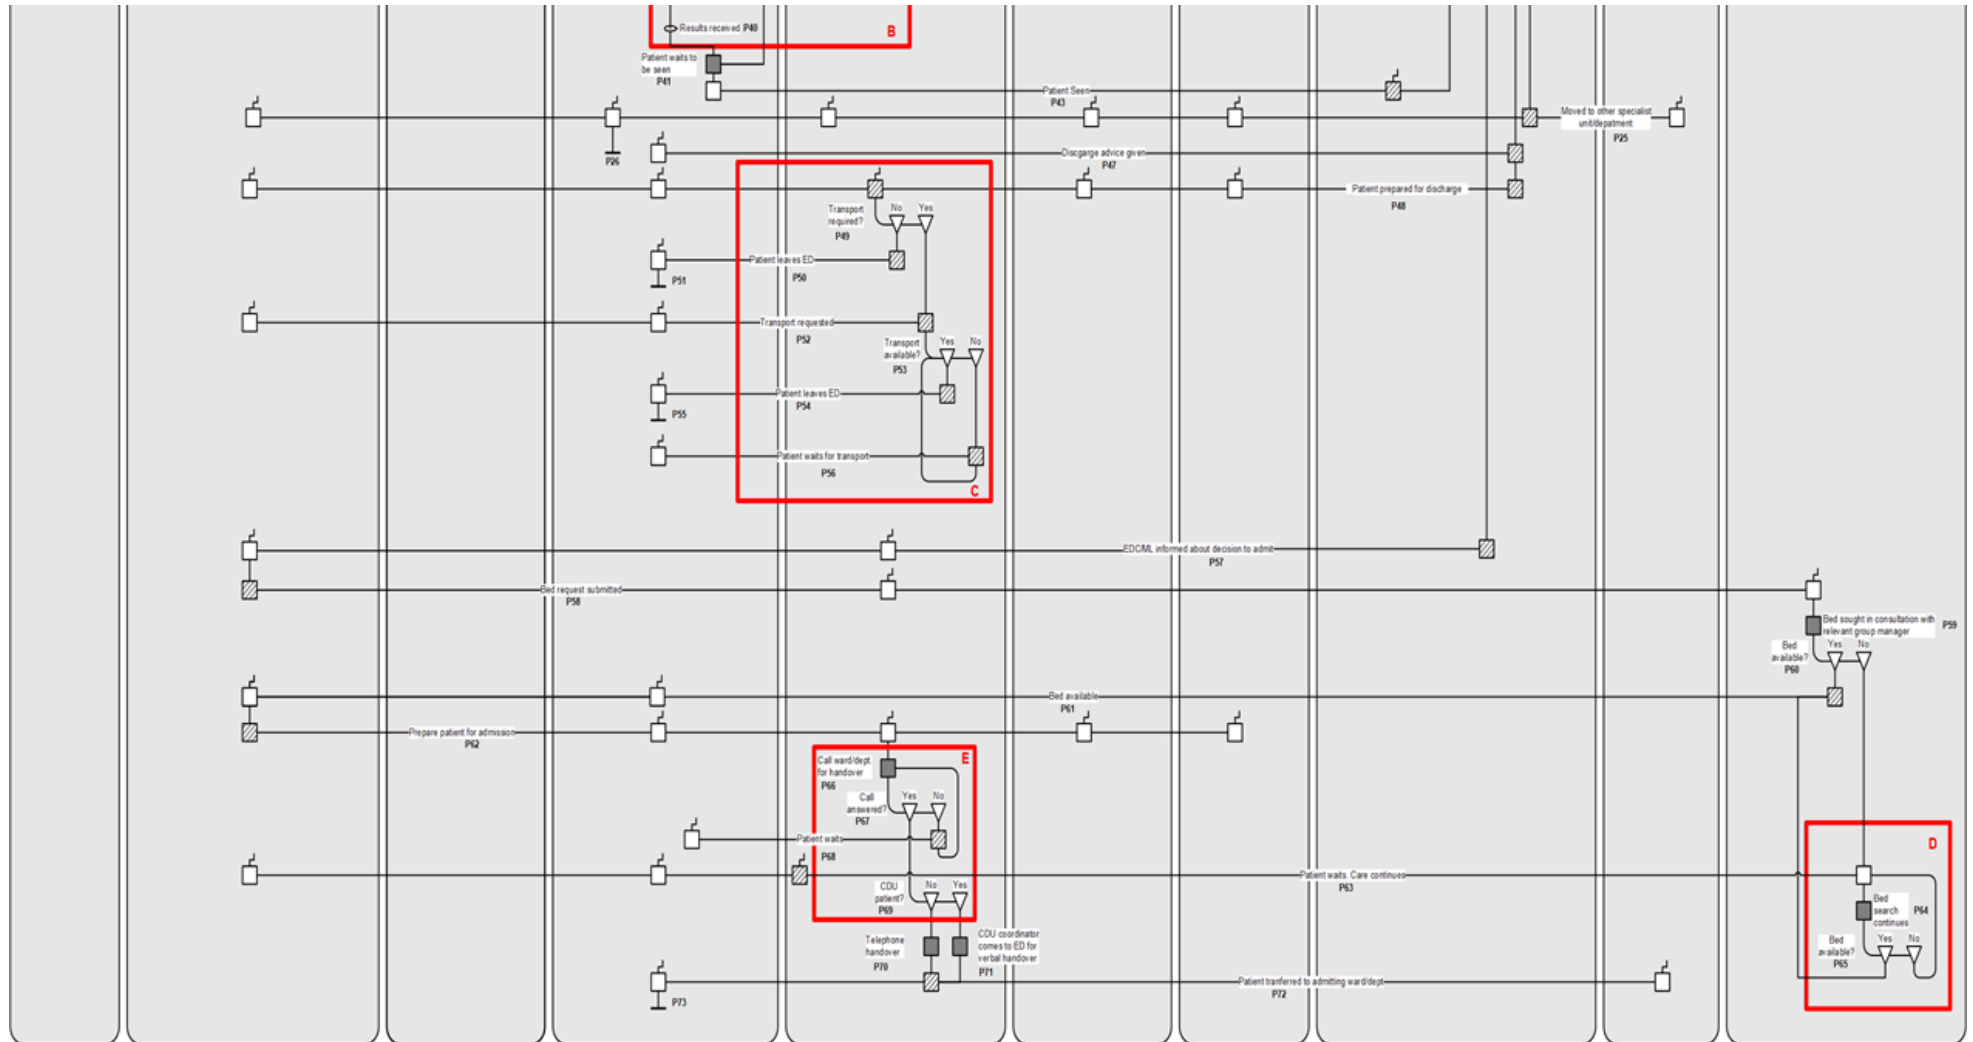 Results received P40
B
Patient waits to
be seen
P41
Patient Seen
P43
Moved to other specialist
unit/depatment
P25
P26
Discgarge advice given
P47
Patient prepared for discharge
P48
No Yes
Transport
required?
P49
Patient leaves ED
P50
P51
Transport requested
P52
Transport
available?
P53
Yes No
Patient leaves ED
P54
P55
Patient waits for transport
P56
C
EDC/ML informed about decision to admit
P57
Bed request submitted
P58
Bed sought in consultation with
relevant group manager
P59
Bed
available?
P60
Yes No
Bed available
P61
Prepare patient for admission
P62
E
Call ward/dept.
for handover
P66
Call
answered?
P67
Yes No
Patient waits
P68
D
Patient waits. Care continues
P63
CDU
patient?
P69
No Yes
Bed
search
continues
P64
Telephone
handover
P70
CDU coordinator
comes to ED for
verbal handover
P71
Bed
available?
P65
Yes No
Patient tranferred to admitting ward/dept
P72
P73